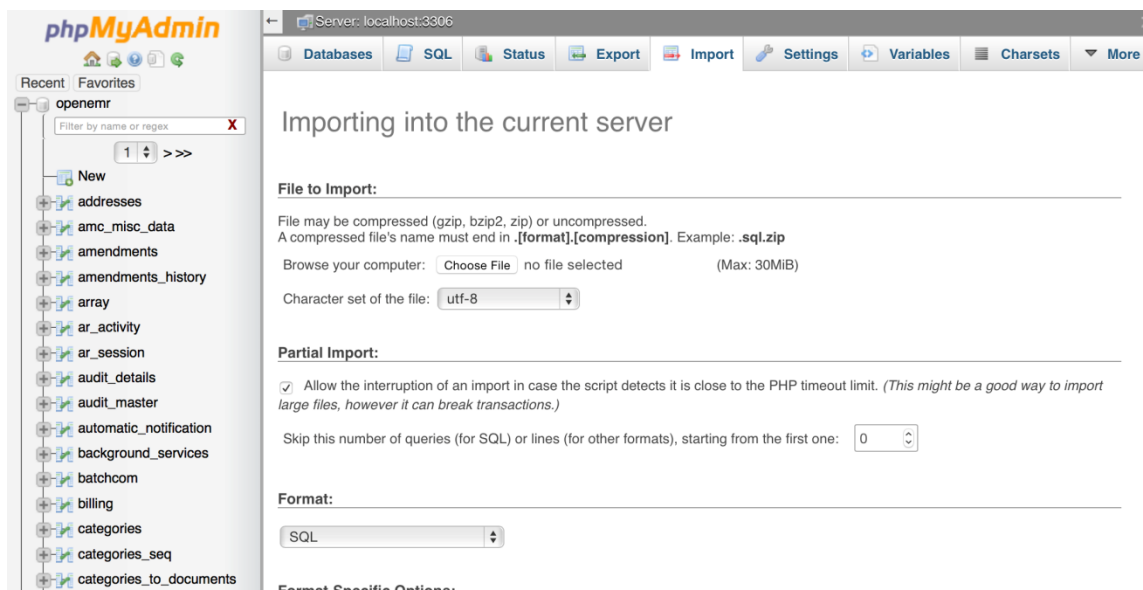 phpMyAdmin
Recent Favorites
openemr
Filter by name or regex X
1 > >>
New
addresses
amc_misc_data
amendments
amendments_history
array
ar_activity
ar_session
audit_details
audit_master
automatic_notification
background_services
batchcom
billing
categories
categories_seq
categories_to_documents
Server: localhost:3306
Databases SQL Status Export Import Settings Variables Charsets More
Importing into the current server
File to Import:
File may be compressed (gzip, bzip2, zip) or uncompressed.
A compressed file's name must end in .[format].[compression]. Example: .sql.zip
Browse your computer: Choose File no file selected (Max: 30MiB)
Character set of the file: utf-8
Partial Import:
Allow the interruption of an import in case the script detects it is close to the PHP timeout limit. (This might be a good way to import
large files, however it can break transactions.)
Skip this number of queries (for SQL) or lines (for other formats), starting from the first one: 0
Format:
SQL
Format-Specific Options: